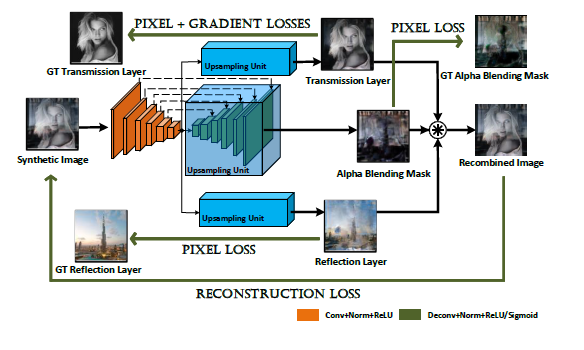 PIXEL + GRADIENT LOSSES
PIXEL LOSS
Upsampling Unit
GT Transmission Layer
Transmission Layer
GT Alpha Blending Mask
Synthetic Image
Upsampling Unit
Alpha Blending Mask
Recombined Image
Upsampling Unit
PIXEL LOSS
GT Reflection Layer
Reflection Layer
RECONSTRUCTION LOSS
Conv+Norm+ReLU
Deconv+Norm+ReLU/Sigmoid